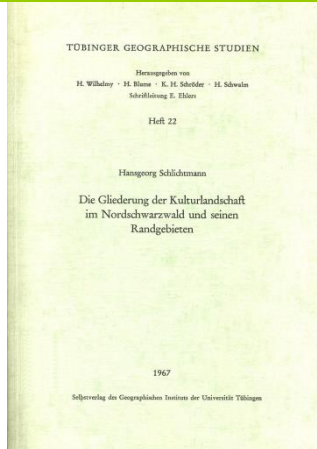 TÜBINGER GEOGRAPHISCHE STUDIEN
Herausgegeben von
H. Wilhelmy · H. Blume · K. H. Schröder · H. Schwalm
Schriftleitung E. Ehlers
Heft 22
Hansgeorg Schlichtmann
Die Gliederung der Kulturlandschaft
im Nordschwarzwald und seinen
Randgebieten
1967
Selbstverlag des Geographischen Instituts der Universität Tübingen